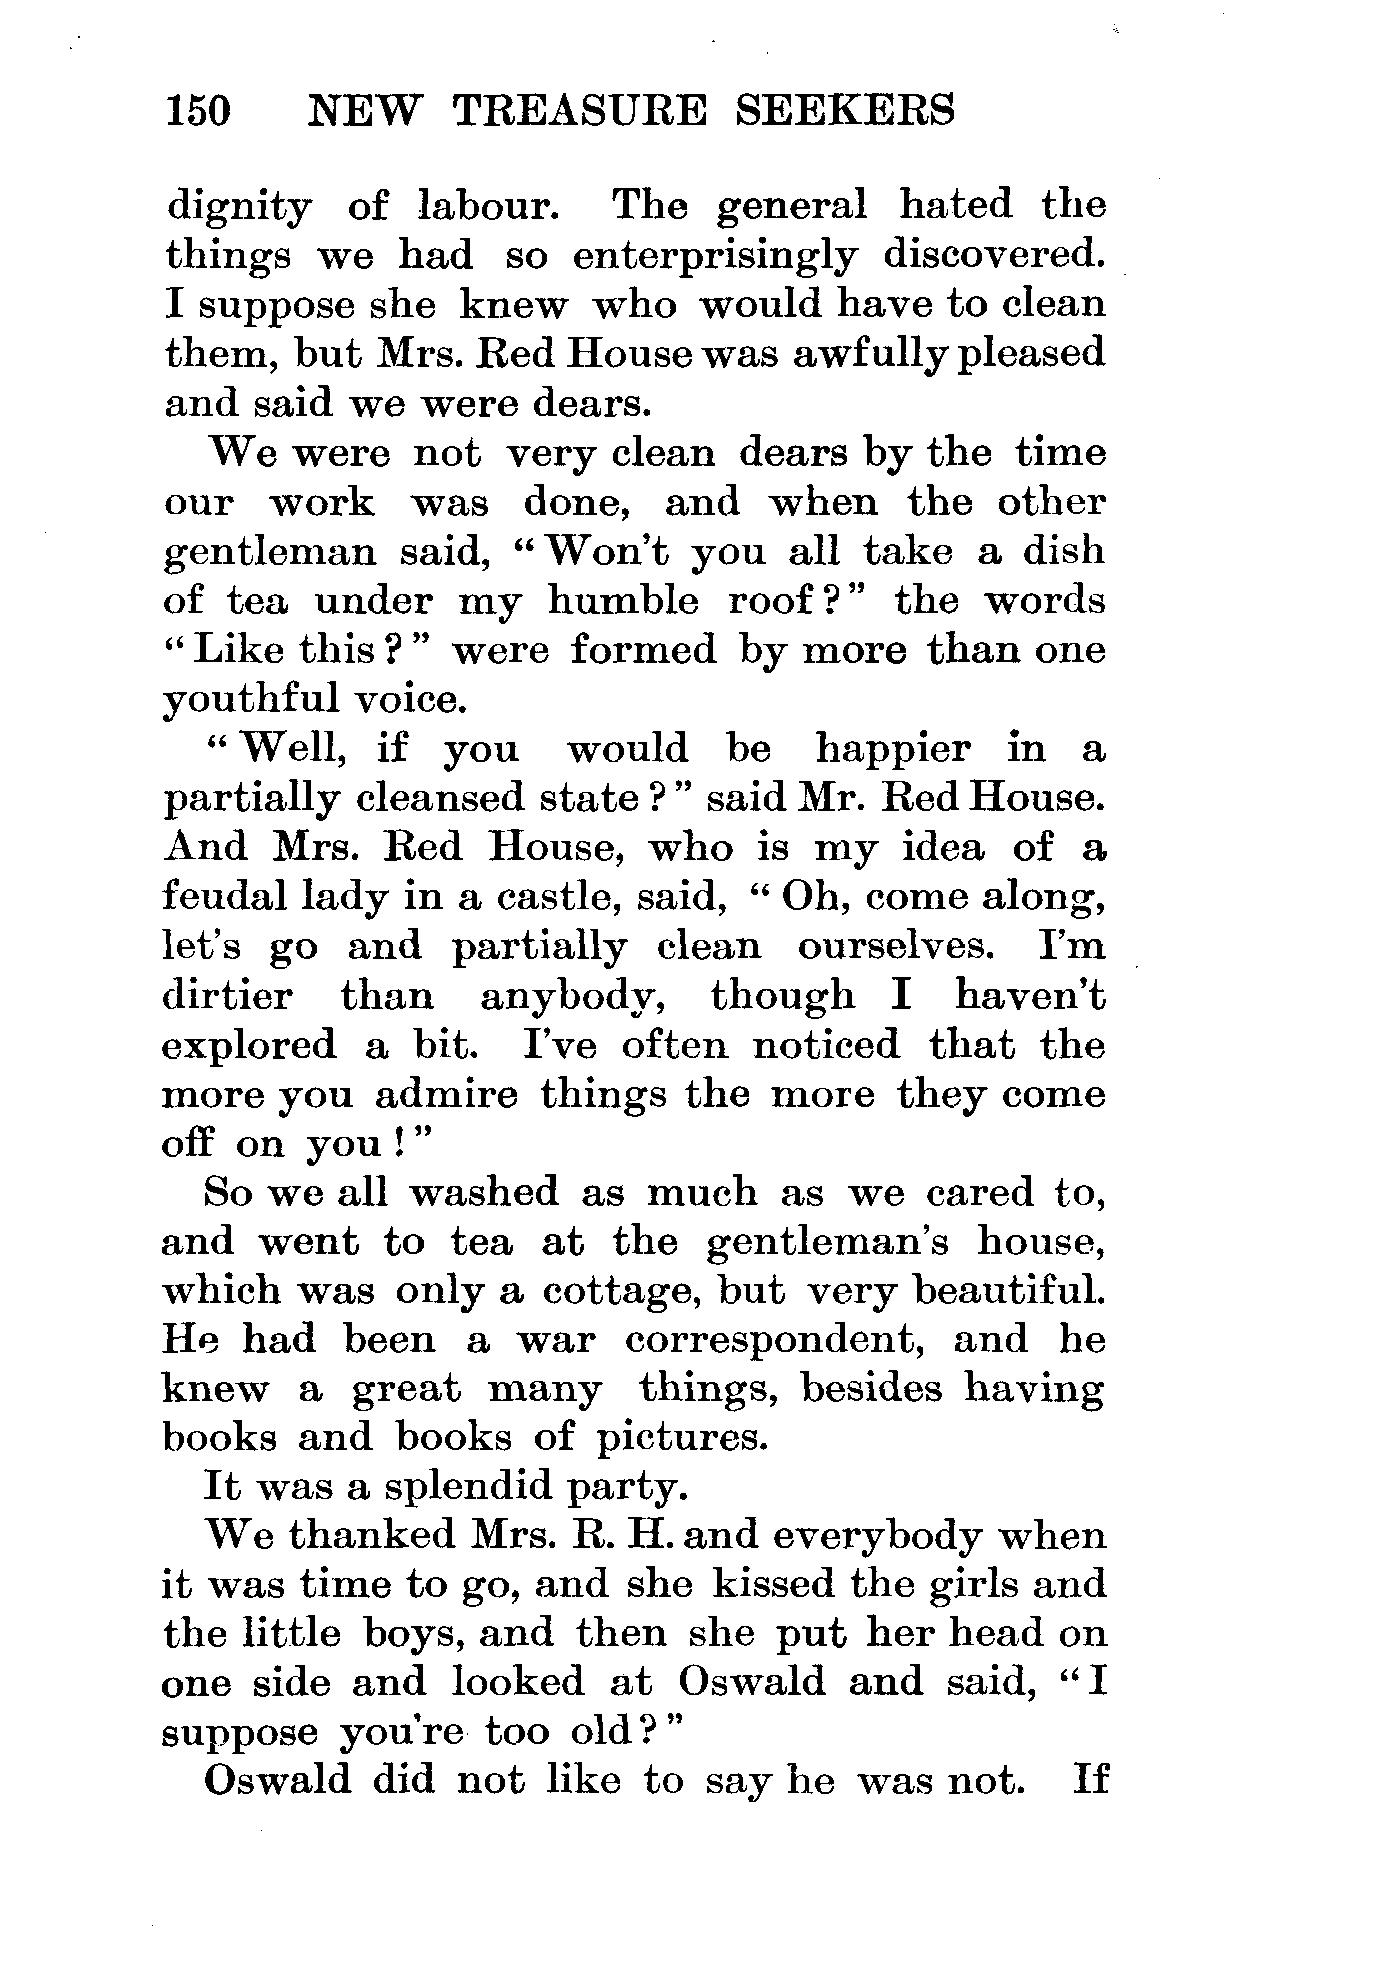 150 NEW TREASURE SEEKERS
dignity of labour. The general hated the
things we had so enterprisingly discovered.
I suppose she knew who would have to clean
them, but Mrs. Red House was awfully pleased
and said we were dears.
We were not very clean dears by the time
our work was done, and when the other
gentleman said, “Won't you all take a dish
of tea under my humble roof?” the words
“Like this?” were formed by more than one
youthful voice.
“Well, if you would be happier in a
partially cleansed state?” said Mr. Red House.
And Mrs. Red House, who is my idea of a
feudal lady in a castle, said, “Oh, come along,
let's go and partially clean ourselves. I'm
dirtier than anybody, though I haven't
explored a bit. I've often noticed that the
more you admire things the more they come
off on you!”
So we all washed as much as we cared to,
and went to tea at the gentleman's house,
which was only a cottage, but very beautiful.
He had been a war correspondent, and he
knew a great many things, besides having
books and books of pictures.
It was a splendid party.
We thanked Mrs. R. H. and everybody when
it was time to go, and she kissed the girls and
the little boys, and then she put her head on
one side and looked at Oswald and said, “I
suppose you're too old?”
Oswald did not like to say he was not. If